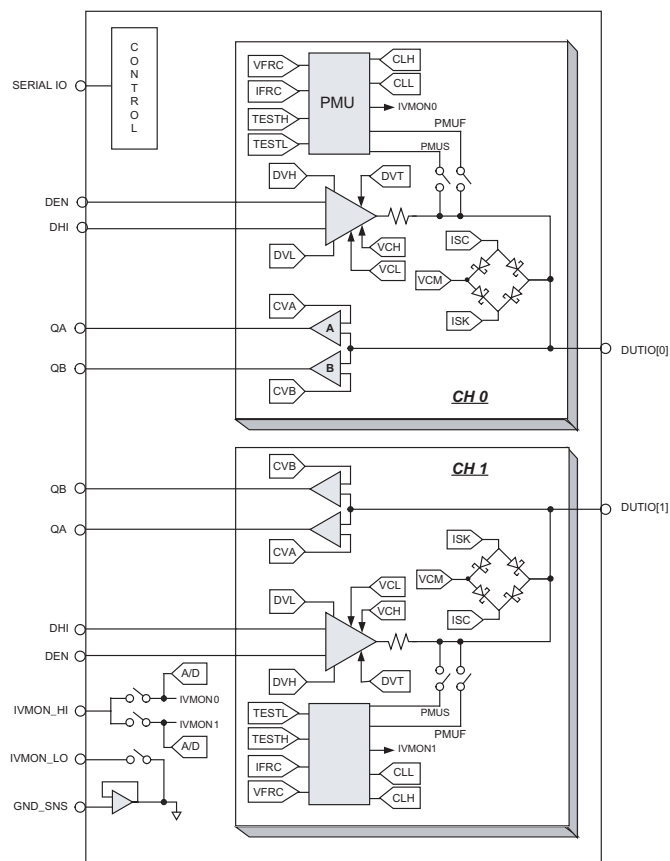 CONTROL
SERIAL IO
VFRC
IFRC
TESTH
TESTL
PMU
CLH
CLL
IVMON0
PMUF
PMUS
DVH
DVT
DEN
DHI
DVL
VCH
VCL
ISC
VCM
ISK
CVA
QA
A
QB
B
CVB
DUTIO[0]
CH 0
CVB
CH 1
QB
QA
CVA
DUTIO[1]
ISK
VCM
ISC
DVL
VCL
VCH
DHI
DEN
DVH
DVT
A/D
IVMON0
IVMON_HI
IVMON1
A/D
IVMON_LO
GND_SNS
TESTL
TESTH
IFRC
VFRC
PMUS
PMUF
IVMON1
CLL
CLH